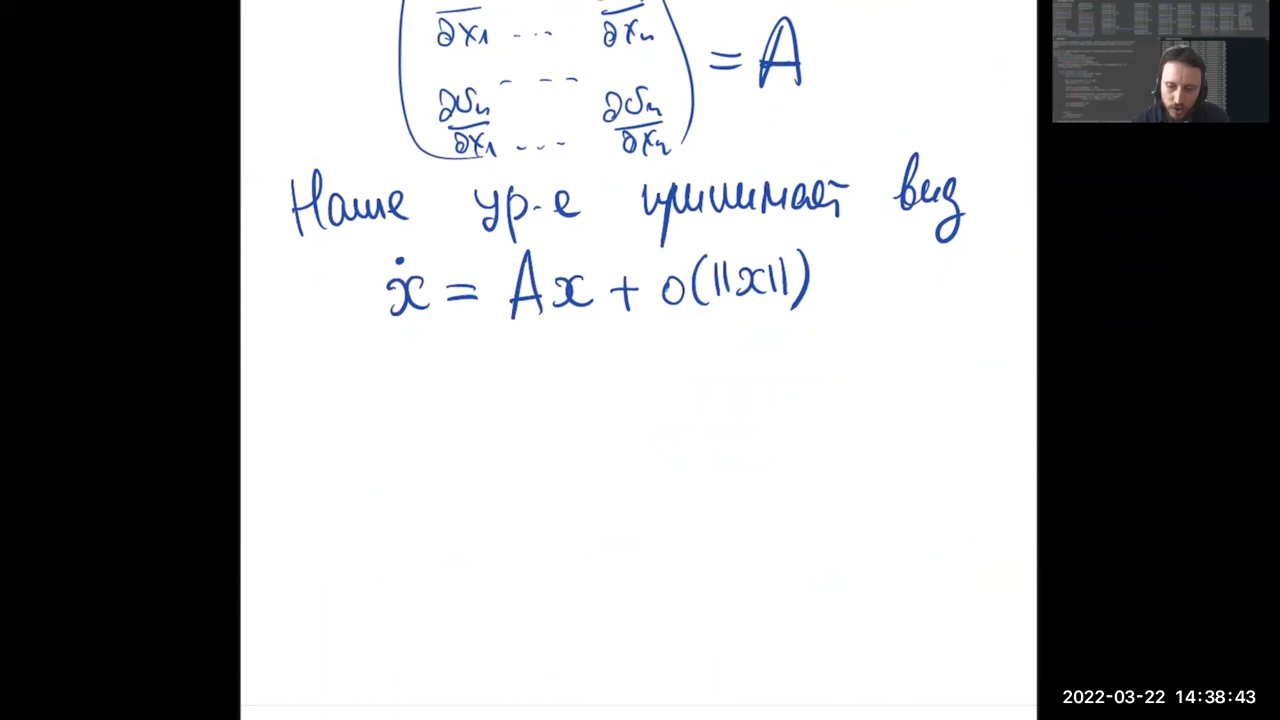 ∂x₁ ... ∂xₙ
= A
. . .
∂vₙ/∂x₁ ... ∂vₙ/∂xₙ
Наше ур-е принимает вид
ẋ = Ax + o(||x||)
2022-03-22 14:38:43